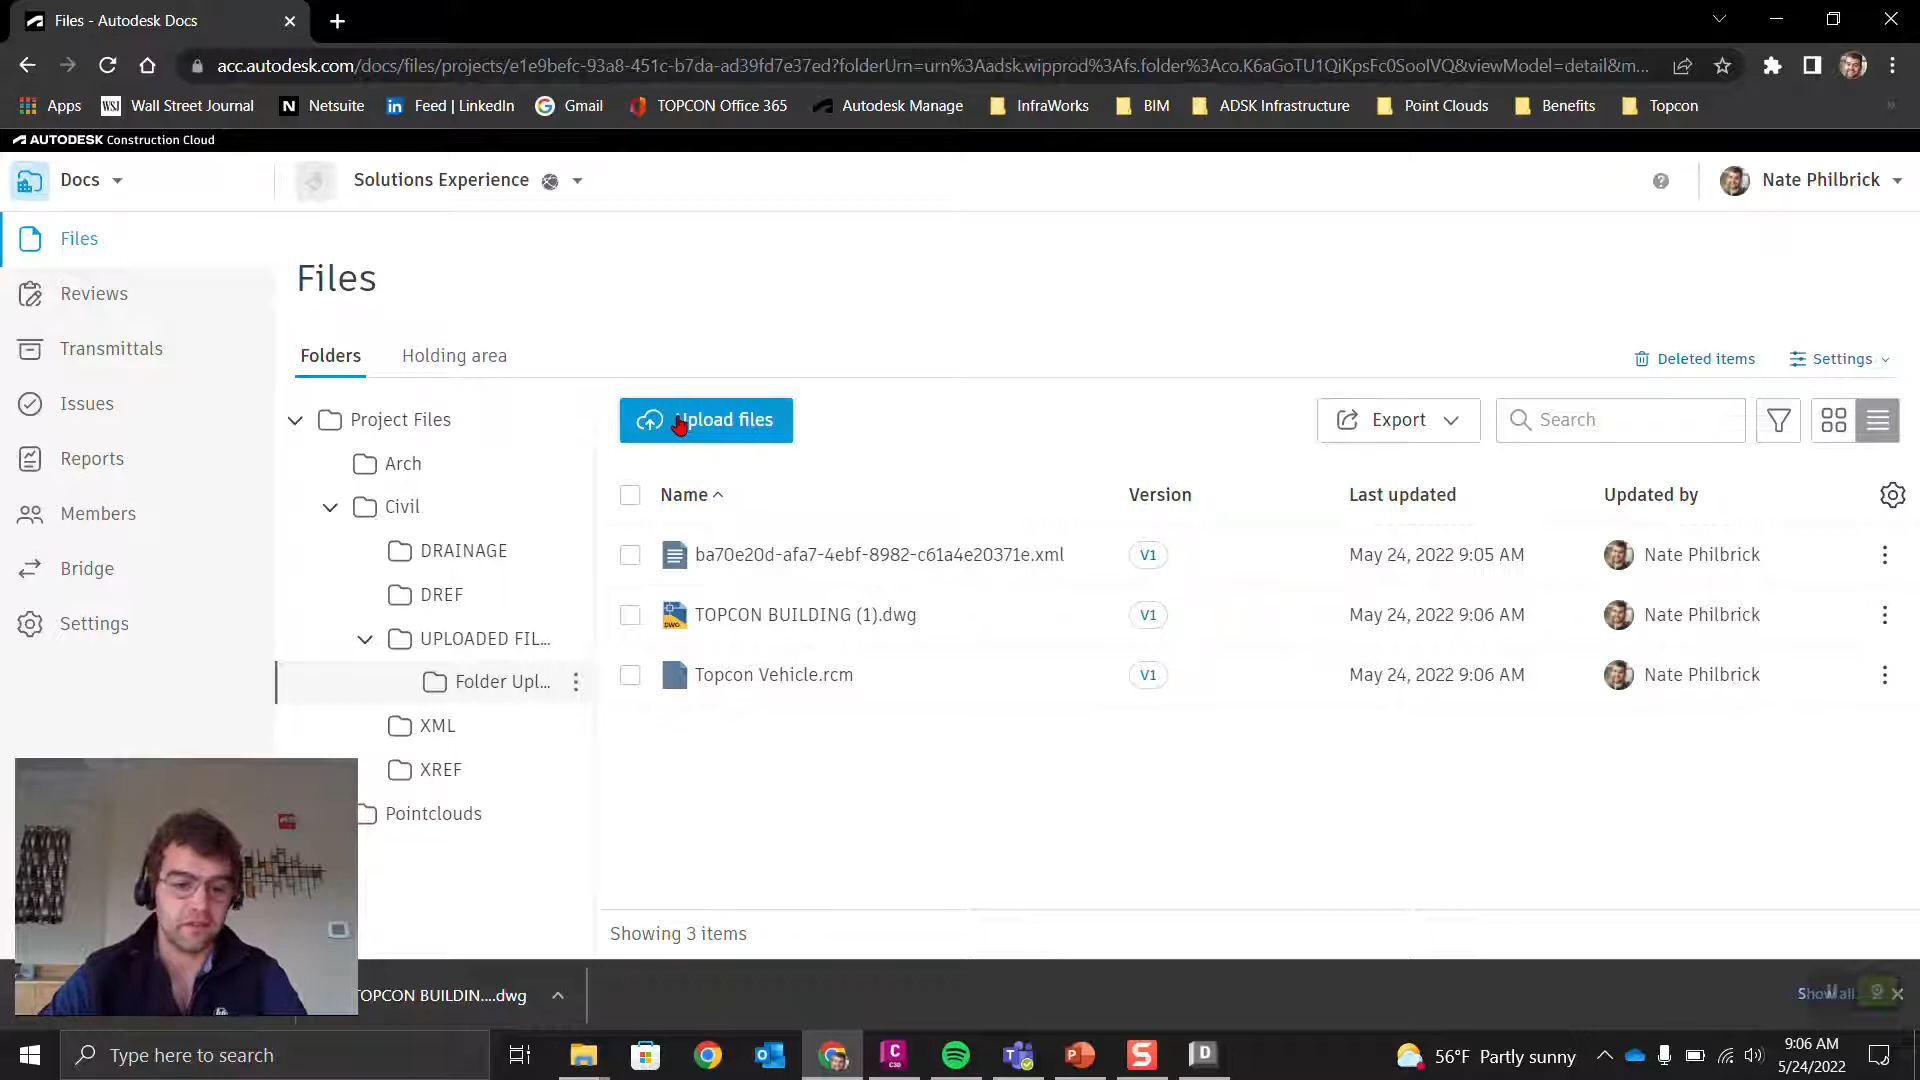 Files - Autodesk Docs
acc.autodesk.com/docs/files/projects/e1e9befc-93a8-451c-b7da-ad39fd7e37ed?folderUrn=urn%3Aadsk.wipprod%3Afs.folder%3Aco.K6aGoTU1QiKpsFc0SoolVQ&viewModel=detail&m...
Apps WSJ Wall Street Journal Netsuite Feed | LinkedIn Gmail TOPCON Office 365 Autodesk Manage InfraWorks BIM ADSK Infrastructure Point Clouds Benefits Topcon
AUTODESK Construction Cloud
Docs Solutions Experience Nate Philbrick
Files
Reviews
Transmittals
Issues
Reports
Members
Bridge
Settings
Files
Folders Holding area Deleted items Settings
Project Files
Arch
Civil
DRAINAGE
DREF
UPLOADED FIL...
Folder Upl...
XML
XREF
Pointclouds
Upload files Export Search
Name Version Last updated Updated by
ba70e20d-afa7-4ebf-8982-c61a4e20371e.xml V1 May 24, 2022 9:05 AM Nate Philbrick
TOPCON BUILDING (1).dwg V1 May 24, 2022 9:06 AM Nate Philbrick
Topcon Vehicle.rcm V1 May 24, 2022 9:06 AM Nate Philbrick
Showing 3 items
TOPCON BUILDIN....dwg Show all
Type here to search 56°F Partly sunny 9:06 AM
5/24/2022